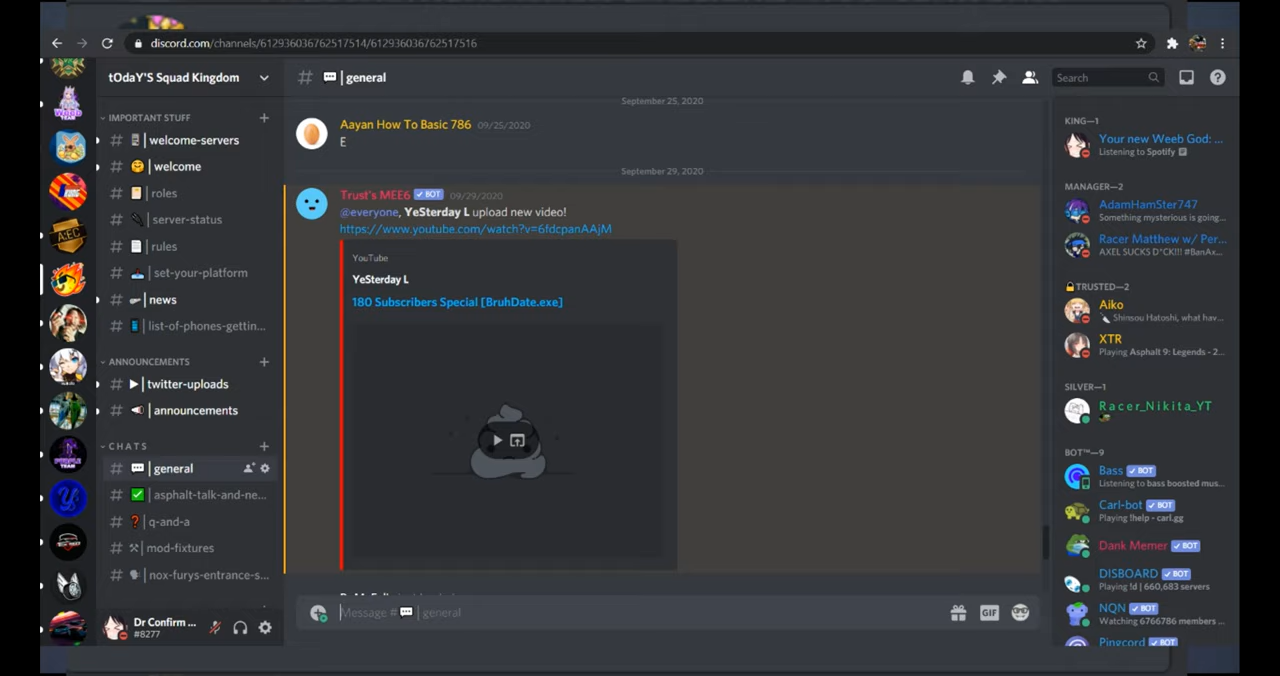 discord.com/channels/612936036762517514/612936036762517516
tOdaY'S Squad Kingdom
IMPORTANT STUFF
# | welcome-servers
# | welcome
# | roles
# | server-status
# | rules
# | set-your-platform
# | news
# | list-of-phones-gettin...
ANNOUNCEMENTS
# | twitter-uploads
# | announcements
CHATS
# | general
# | asphalt-talk-and-ne...
# | q-and-a
# | mod-fixtures
# | nox-furys-entrance-s...
Dr Confirm ...
#8277
# | general
Search
September 25, 2020
Aayan How To Basic 786 09/25/2020
E
September 29, 2020
Trust's MEE6 BOT 09/29/2020
@everyone, YeSterday L upload new video!
https://www.youtube.com/watch?v=6fdcpanAAjM
YouTube
YeSterday L
180 Subscribers Special [BruhDate.exe]
Message # | general
GIF
KING—1
Your new Weeb God: ...
Listening to Spotify
MANAGER—2
AdamHamSter747
Something mysterious is going...
Racer Matthew w/ Per...
AXEL SUCKS D*CK!!! #BanAx...
TRUSTED—2
Aiko
Shinsou Hatoshi, what hav...
XTR
Playing Asphalt 9: Legends - 2...
SILVER—1
Racer_Nikita_YT
BOT™—9
Bass BOT
Listening to bass boosted mus...
Carl-bot BOT
Playing !help - carl.gg
Dank Memer BOT
DISBOARD BOT
Playing !d | 660,683 servers
NQN BOT
Watching 6766786 members ...
Pingcord BOT